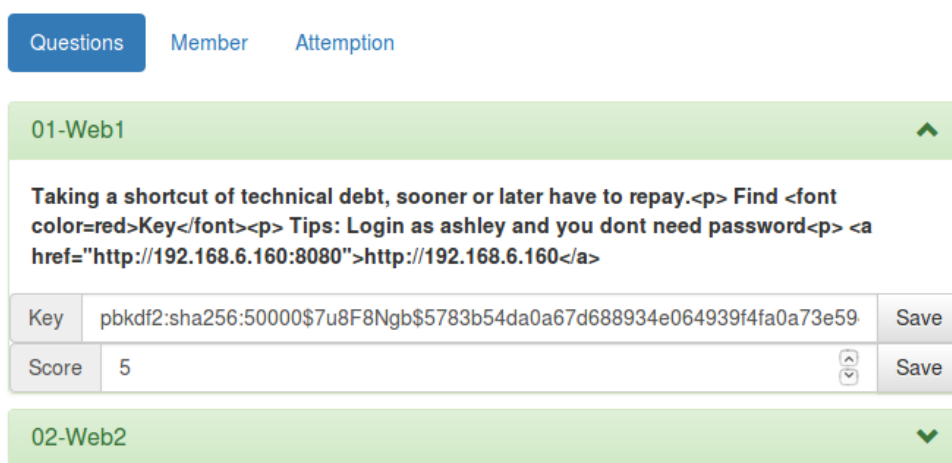 Questions Member Attemption
01-Web1
Taking a shortcut of technical debt, sooner or later have to repay.<p> Find <font
color=red>Key</font><p> Tips: Login as ashley and you dont need password<p> <a
href="http://192.168.6.160:8080">http://192.168.6.160</a>
Key pbkdf2:sha256:50000$7u8F8Ngb$5783b54da0a67d688934e064939f4fa0a73e59 Save
Score 5 Save
02-Web2